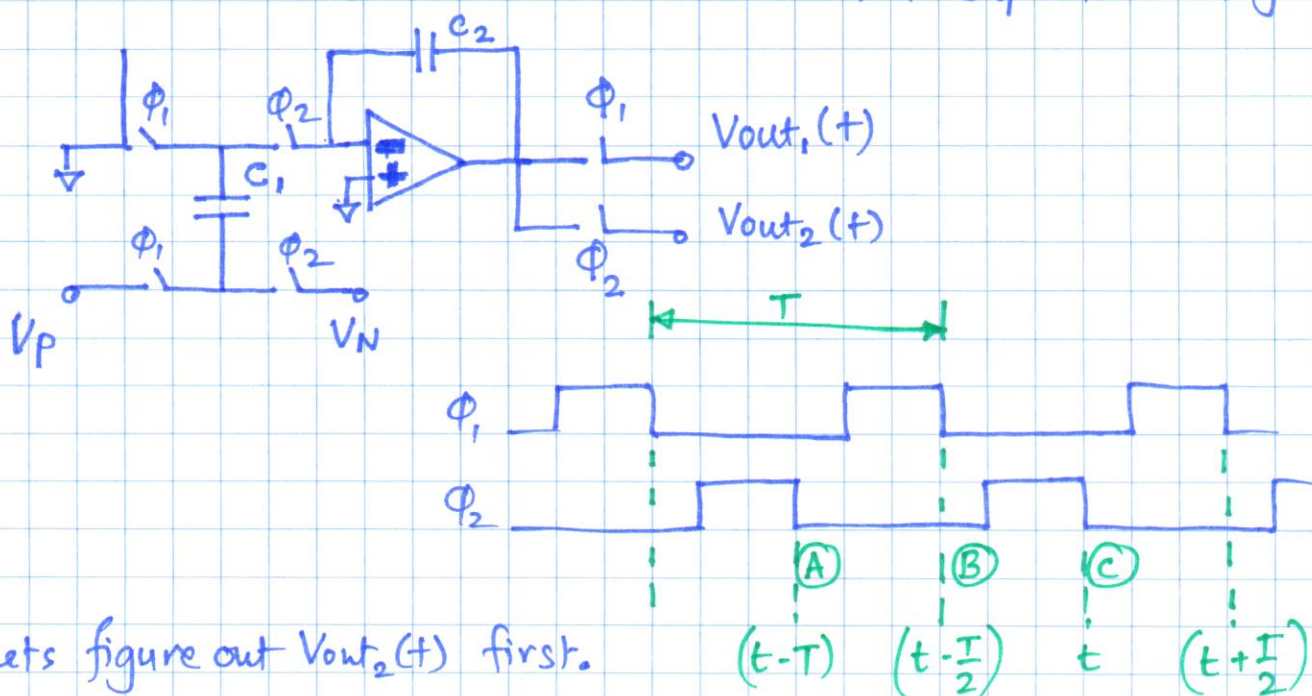 C2
ϕ1 ϕ2 ϕ1 Vout1(t)
C1
ϕ1 ϕ2 Vout2(t)
ϕ2
VP VN
T
ϕ1
ϕ2
A B C
ets figure out Vout2(t) first. (t-T) (t-T/2) t (t+T/2)